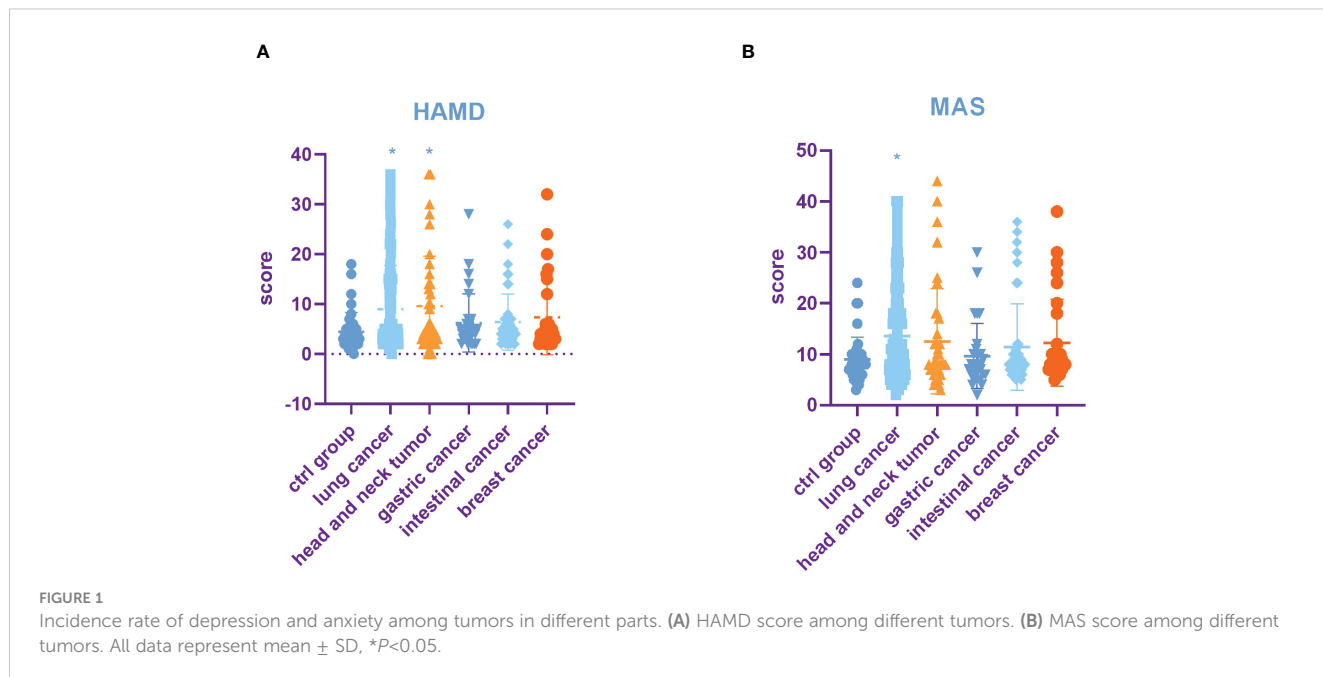 A
B
HAMD
MAS
* *
*
40
30
20
10
0
-10
score
50
40
30
20
10
0
score
ctrl group
lung cancer
head and neck tumor
gastric cancer
intestinal cancer
breast cancer
ctrl group
lung cancer
head and neck tumor
gastric cancer
intestinal cancer
breast cancer
FIGURE 1
Incidence rate of depression and anxiety among tumors in different parts. (A) HAMD score among different tumors. (B) MAS score among different
tumors. All data represent mean ± SD, *P<0.05.